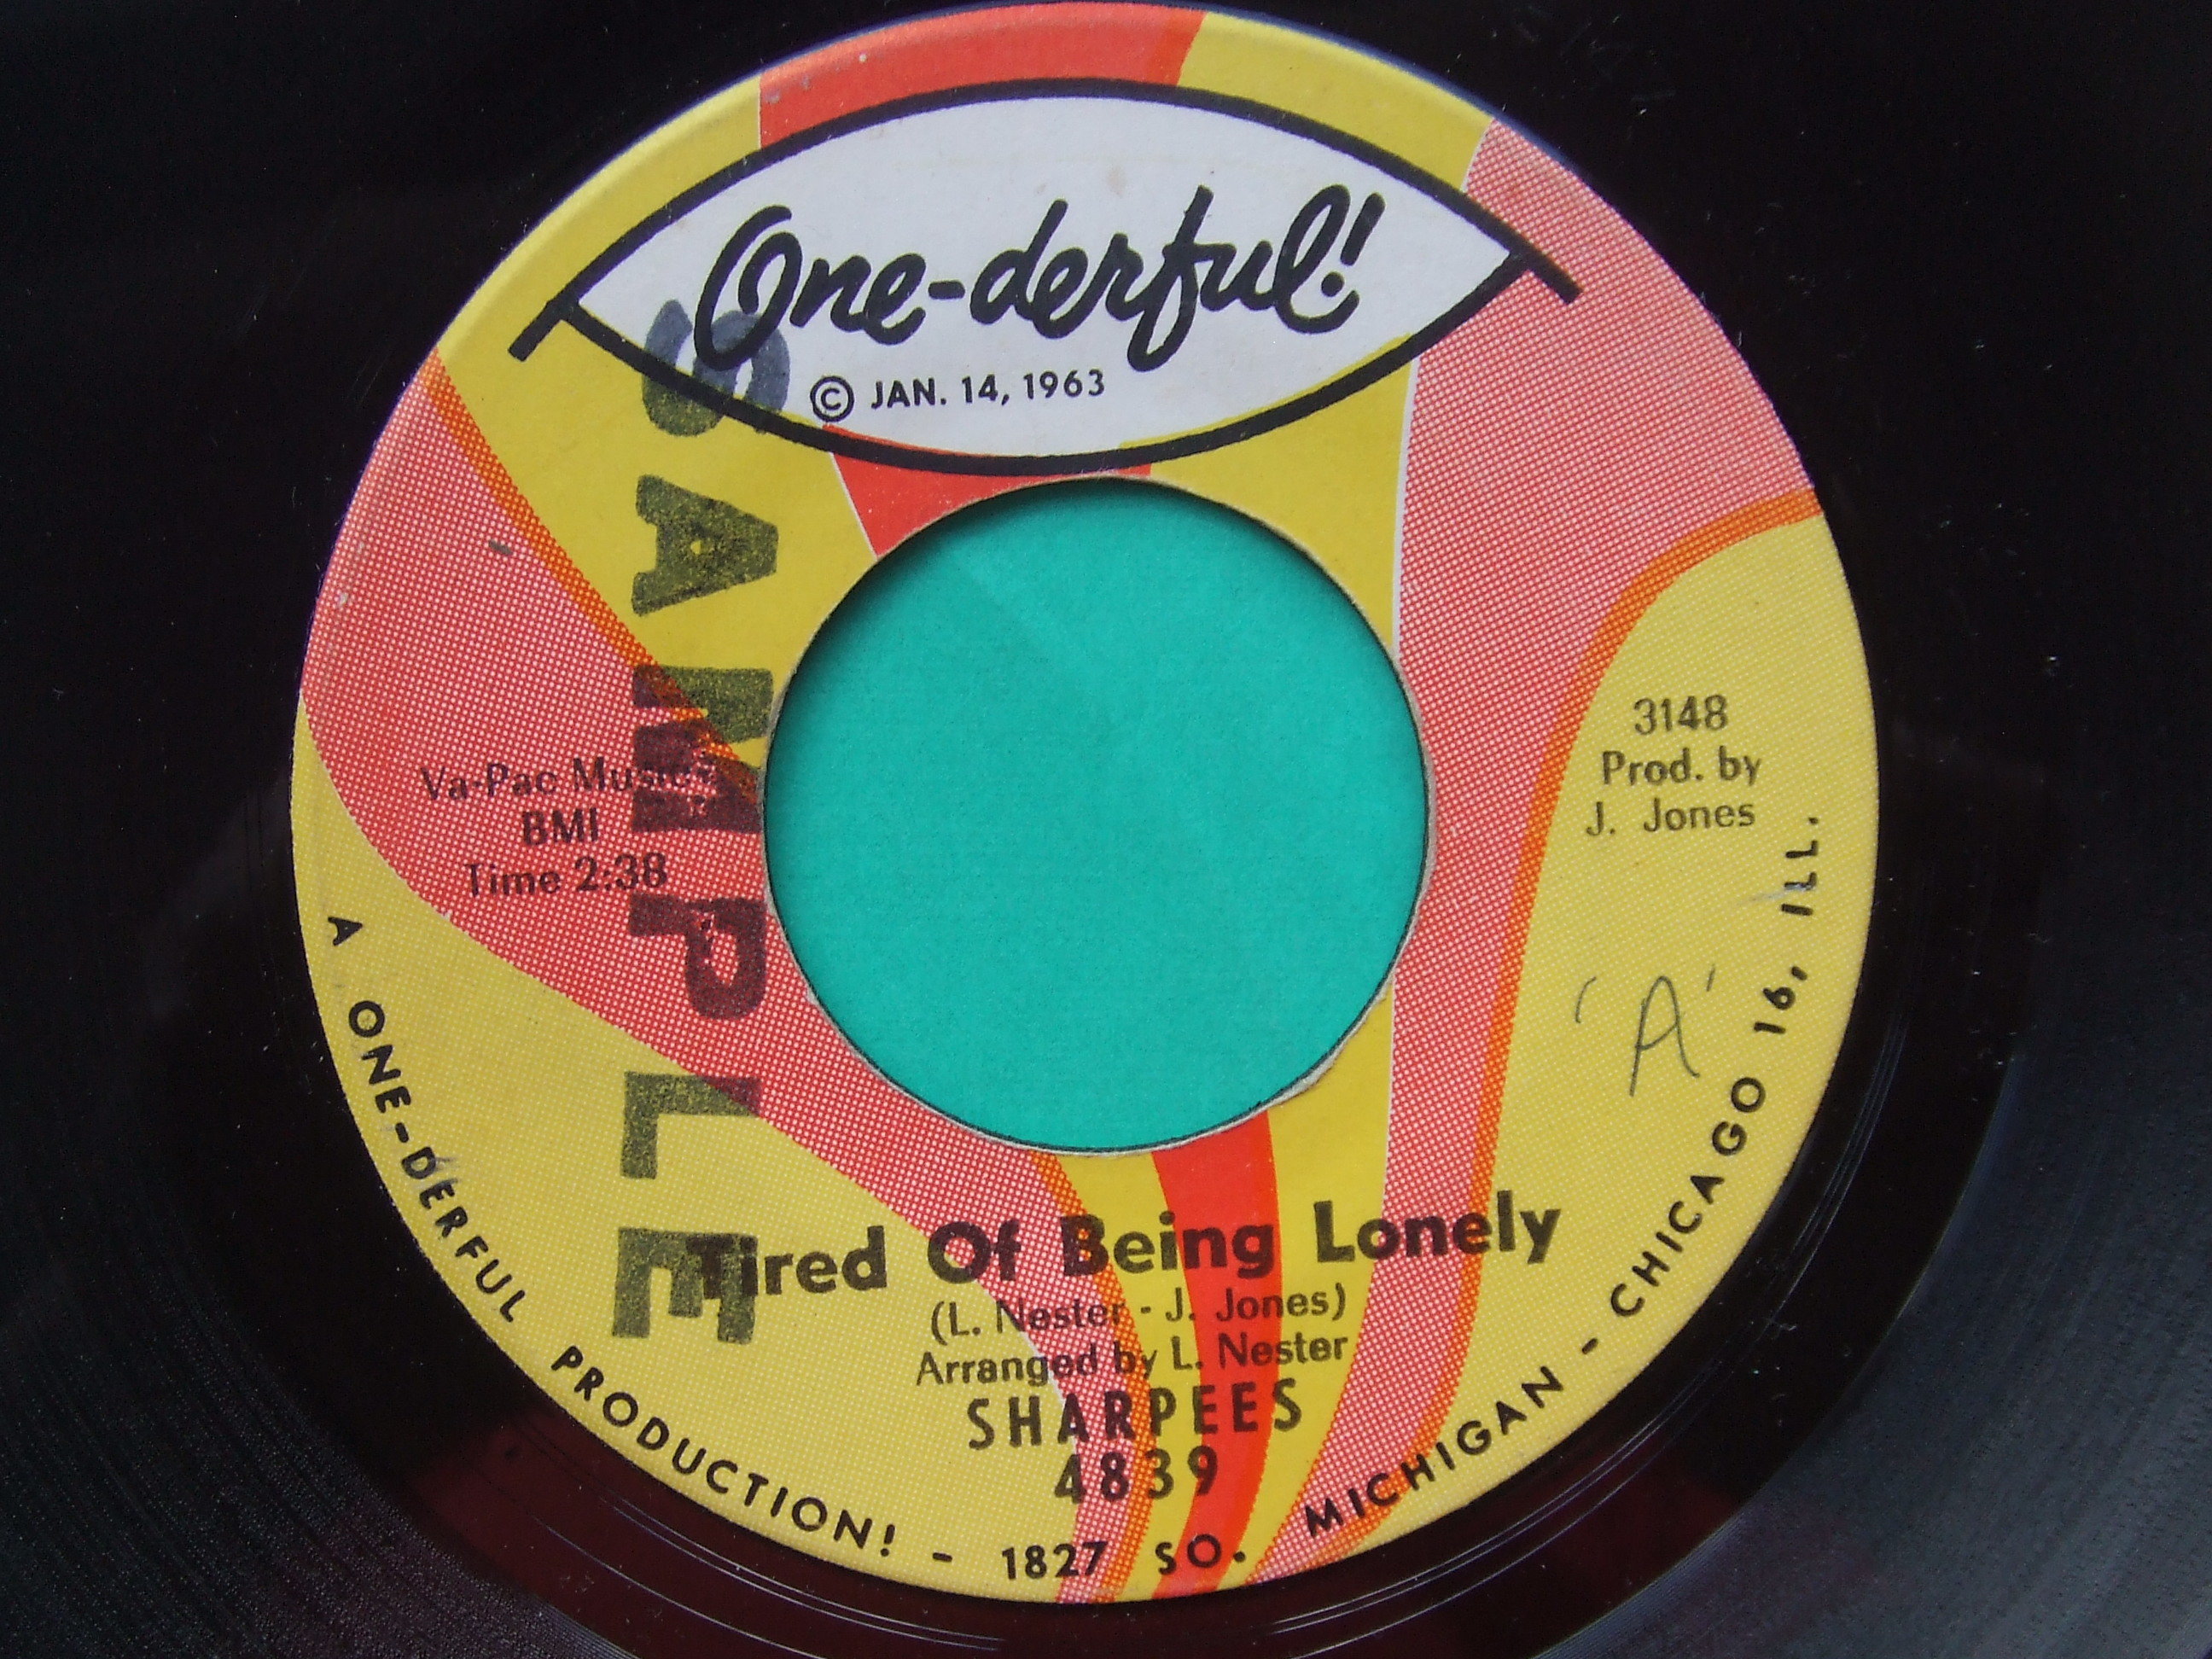 One-derful!
© JAN. 14, 1963
SAMPLE
Va-Pac Music
BMI
Time 2:38
3148
Prod. by
J. Jones
'A'
Tired Of Being Lonely
(L. Nester - J. Jones)
Arranged by L. Nester
SHARPEES
4839
A ONE-DERFUL PRODUCTION! - 1827 SO. MICHIGAN - CHICAGO 16, ILL.